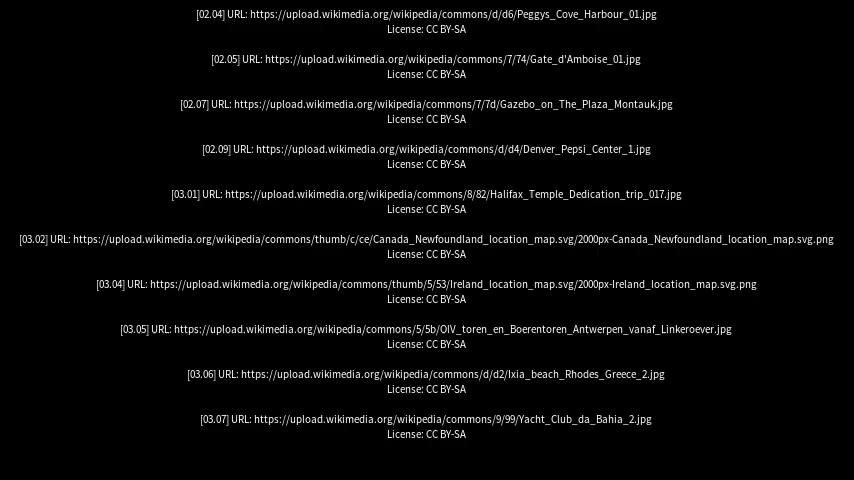 [02.04] URL: https://upload.wikimedia.org/wikipedia/commons/d/d6/Peggys_Cove_Harbour_01.jpg
License: CC BY-SA
[02.05] URL: https://upload.wikimedia.org/wikipedia/commons/7/74/Gate_d'Amboise_01.jpg
License: CC BY-SA
[02.07] URL: https://upload.wikimedia.org/wikipedia/commons/7/7d/Gazebo_on_The_Plaza_Montauk.jpg
License: CC BY-SA
[02.09] URL: https://upload.wikimedia.org/wikipedia/commons/d/d4/Denver_Pepsi_Center_1.jpg
License: CC BY-SA
[03.01] URL: https://upload.wikimedia.org/wikipedia/commons/8/82/Halifax_Temple_Dedication_trip_017.jpg
License: CC BY-SA
[03.02] URL: https://upload.wikimedia.org/wikipedia/commons/thumb/c/ce/Canada_Newfoundland_location_map.svg/2000px-Canada_Newfoundland_location_map.svg.png
License: CC BY-SA
[03.04] URL: https://upload.wikimedia.org/wikipedia/commons/thumb/5/53/Ireland_location_map.svg/2000px-Ireland_location_map.svg.png
License: CC BY-SA
[03.05] URL: https://upload.wikimedia.org/wikipedia/commons/5/5b/OIV_toren_en_Boerentoren_Antwerpen_vanaf_Linkeroever.jpg
License: CC BY-SA
[03.06] URL: https://upload.wikimedia.org/wikipedia/commons/d/d2/Ixia_beach_Rhodes_Greece_2.jpg
License: CC BY-SA
[03.07] URL: https://upload.wikimedia.org/wikipedia/commons/9/99/Yacht_Club_da_Bahia_2.jpg
License: CC BY-SA